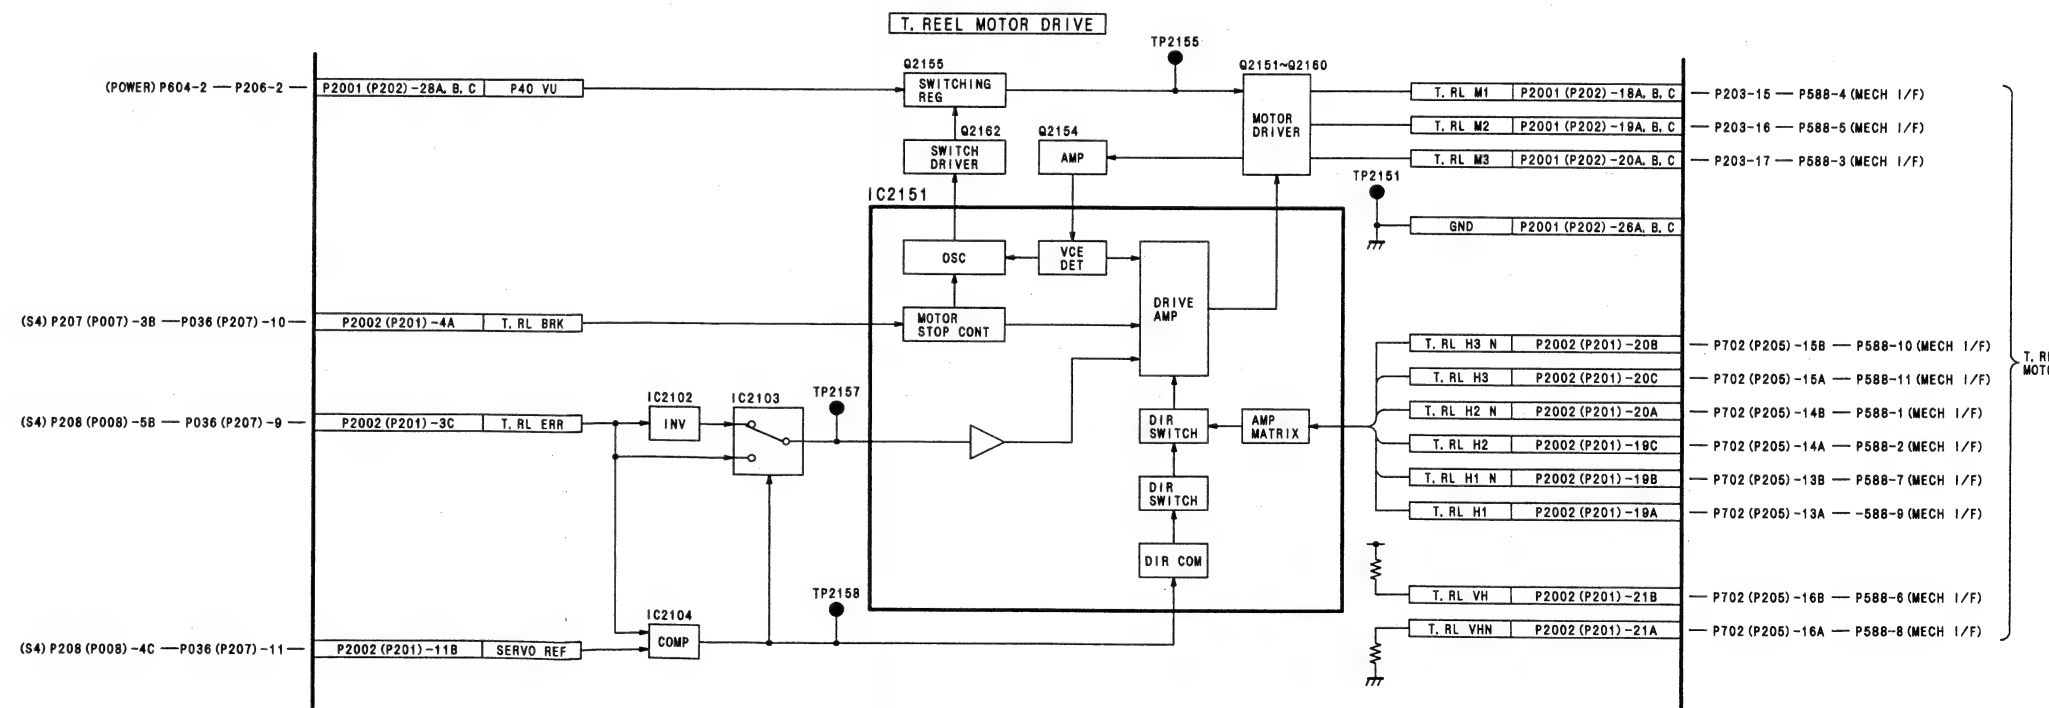 T. REEL MOTOR DRIVE
TP2155
Q2155
Q2151~Q2160
(POWER) P604-2 — P206-2 — P2001 (P202) -28A, B, C P40 VU
SWITCHING
REG
T. RL M1 P2001 (P202) -18A, B, C — P203-15 — P588-4 (MECH I/F)
MOTOR
DRIVER
T. RL M2 P2001 (P202) -19A, B, C — P203-16 — P588-5 (MECH I/F)
Q2162
SWITCH
DRIVER
Q2154
AMP
T. RL M3 P2001 (P202) -20A, B, C — P203-17 — P588-3 (MECH I/F)
TP2151
IC2151
GND P2001 (P202) -26A, B, C
OSC
VCE
DET
DRIVE
AMP
(S4) P207 (P007) -3B — P036 (P207) -10 — P2002 (P201) -4A T. RL BRK
MOTOR
STOP CONT
T. RL H3 N P2002 (P201) -20B — P702 (P205) -15B — P588-10 (MECH I/F)
T. RL H3 P2002 (P201) -20C — P702 (P205) -15A — P588-11 (MECH I/F)
T. RL H2 N P2002 (P201) -20A — P702 (P205) -14B — P588-1 (MECH I/F)
T. RL H2 P2002 (P201) -19C — P702 (P205) -14A — P588-2 (MECH I/F)
T. RL H1 N P2002 (P201) -19B — P702 (P205) -13B — P588-7 (MECH I/F)
T. RL H1 P2002 (P201) -19A — P702 (P205) -13A — -588-9 (MECH I/F)
T. RL VH P2002 (P201) -21B — P702 (P205) -16B — P588-6 (MECH I/F)
T. RL VHN P2002 (P201) -21A — P702 (P205) -16A — P588-8 (MECH I/F)
(S4) P208 (P008) -5B — P036 (P207) -9 — P2002 (P201) -3C T. RL ERR
IC2102
INV
IC2103
TP2157
DIR
SWITCH
AMP
MATRIX
DIR
SWITCH
DIR COM
TP2158
IC2104
COMP
(S4) P208 (P008) -4C — P036 (P207) -11 — P2002 (P201) -11B SERVO REF